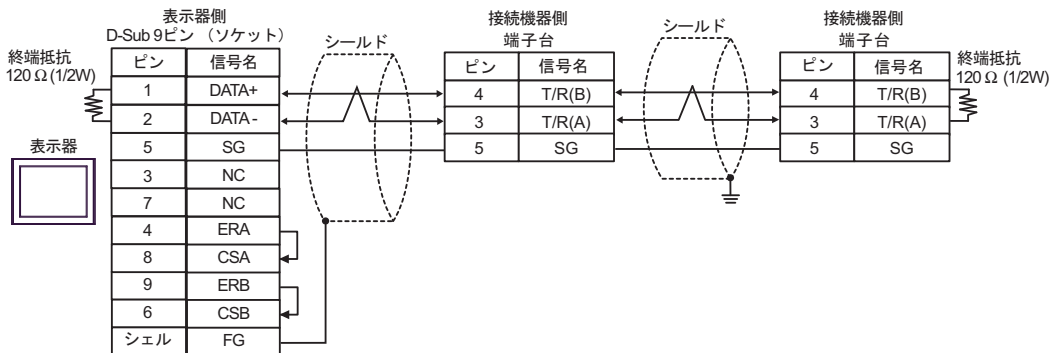 表示器側
D-Sub 9ピン （ソケット）
終端抵抗
120 Ω (1/2W)
ピン 信号名
1 DATA+
2 DATA-
5 SG
3 NC
7 NC
4 ERA
8 CSA
9 ERB
6 CSB
シェル FG
表示器
シールド
接続機器側
端子台
ピン 信号名
4 T/R(B)
3 T/R(A)
5 SG
シールド
接続機器側
端子台
ピン 信号名
4 T/R(B)
3 T/R(A)
5 SG
終端抵抗
120 Ω (1/2W)